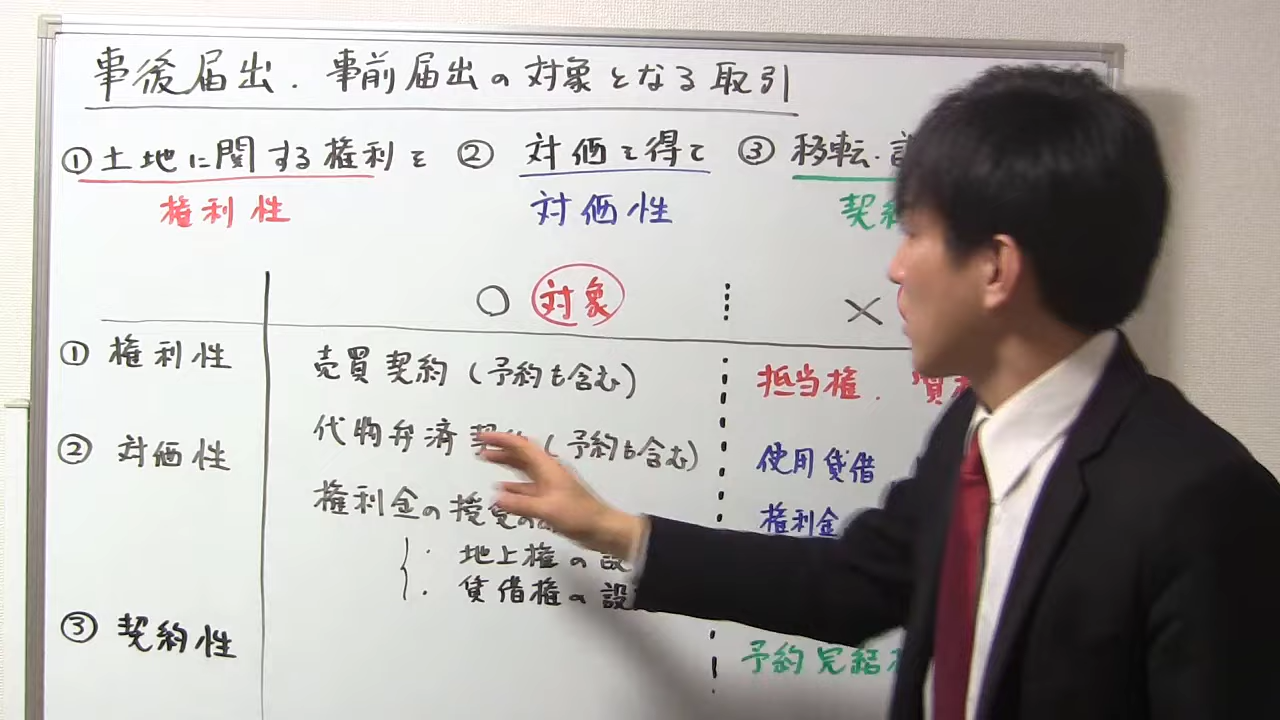 事後届出・事前届出の対象となる取引
①土地に関する権利を ② 対価を得て ③ 移転・
権利性 対価性 契約
○ 対象 ×
① 権利性 売買契約(予約も含む) 抵当権、質
② 対価性 代物弁済契約(予約も含む) 使用貸借
権利金の授受の 権利金
・地上権の設
・賃借権の設
③ 契約性 予約完結